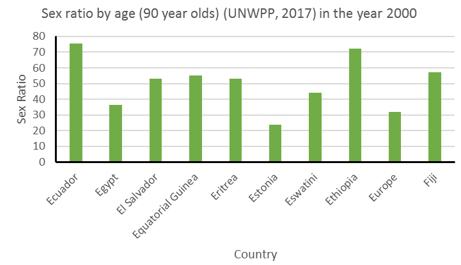 Sex ratio by age (90 year olds) (UNWPP, 2017) in the year 2000
80
70
60
50
40
30
20
10
0
Sex Ratio
Ecuador
Egypt
El Salvador
Equatorial Guinea
Eritrea
Estonia
Eswatini
Ethiopia
Europe
Fiji
Country